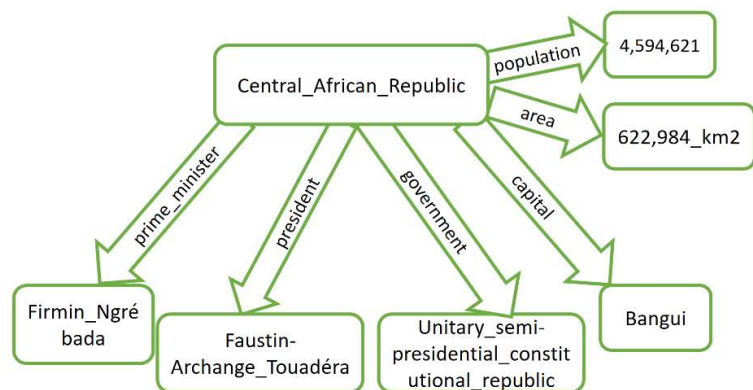 population
4,594,621
Central_African_Republic
area
622,984_km2
prime_minister
president
government
capital
Firmin_Ngré
bada
Faustin-
Archange_Touadéra
Unitary_semi-
presidential_constit
utional_republic
Bangui